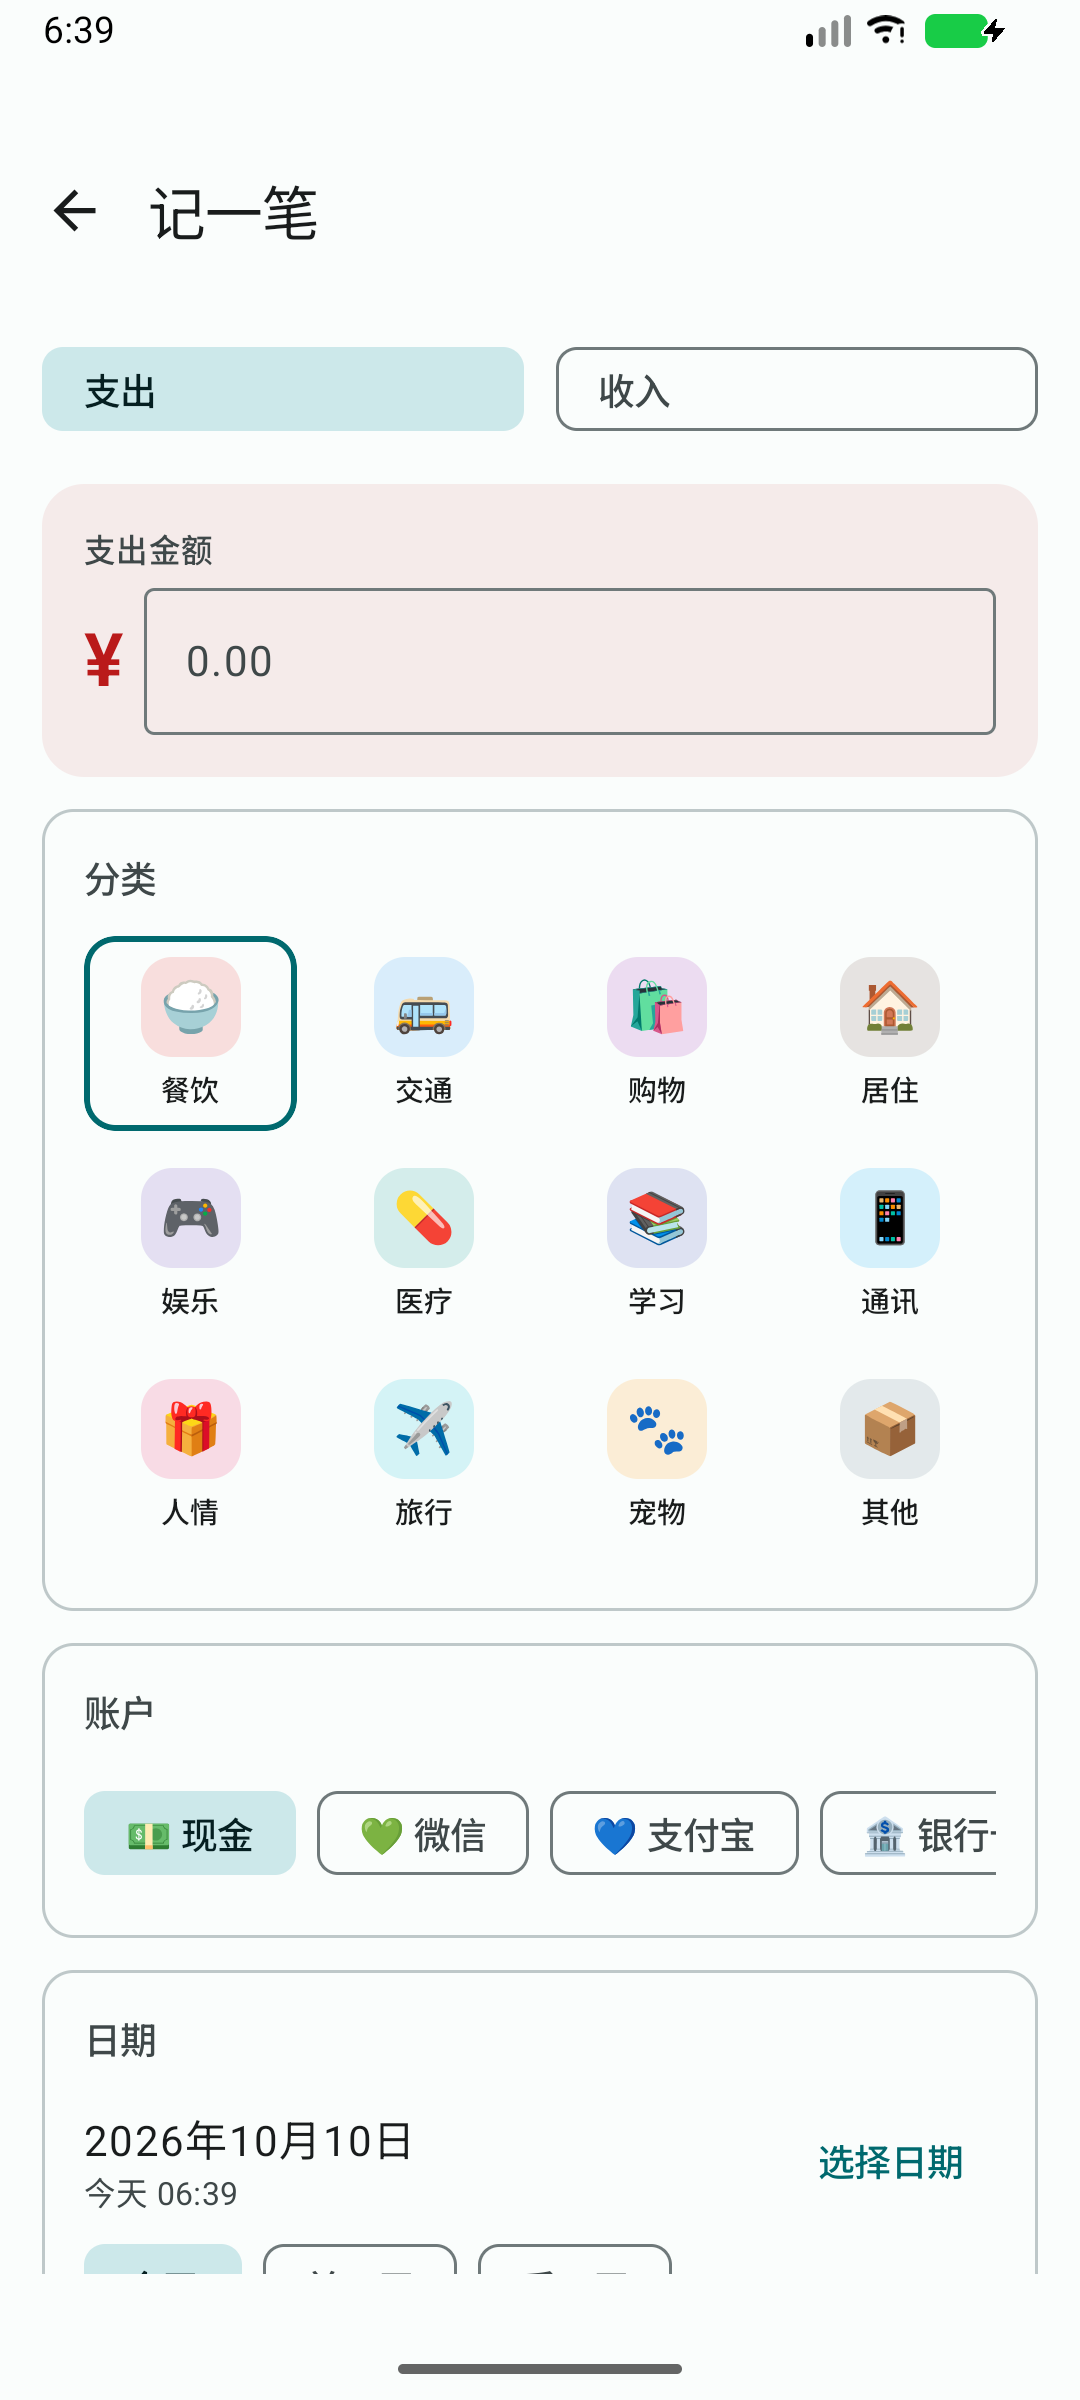 6:39
记一笔
支出
收入
支出金额
¥
0.00
分类
餐饮
交通
购物
居住
娱乐
医疗
学习
通讯
人情
旅行
宠物
其他
账户
现金
微信
支付宝
银行
日期
2026年10月10日
今天 06:39
选择日期